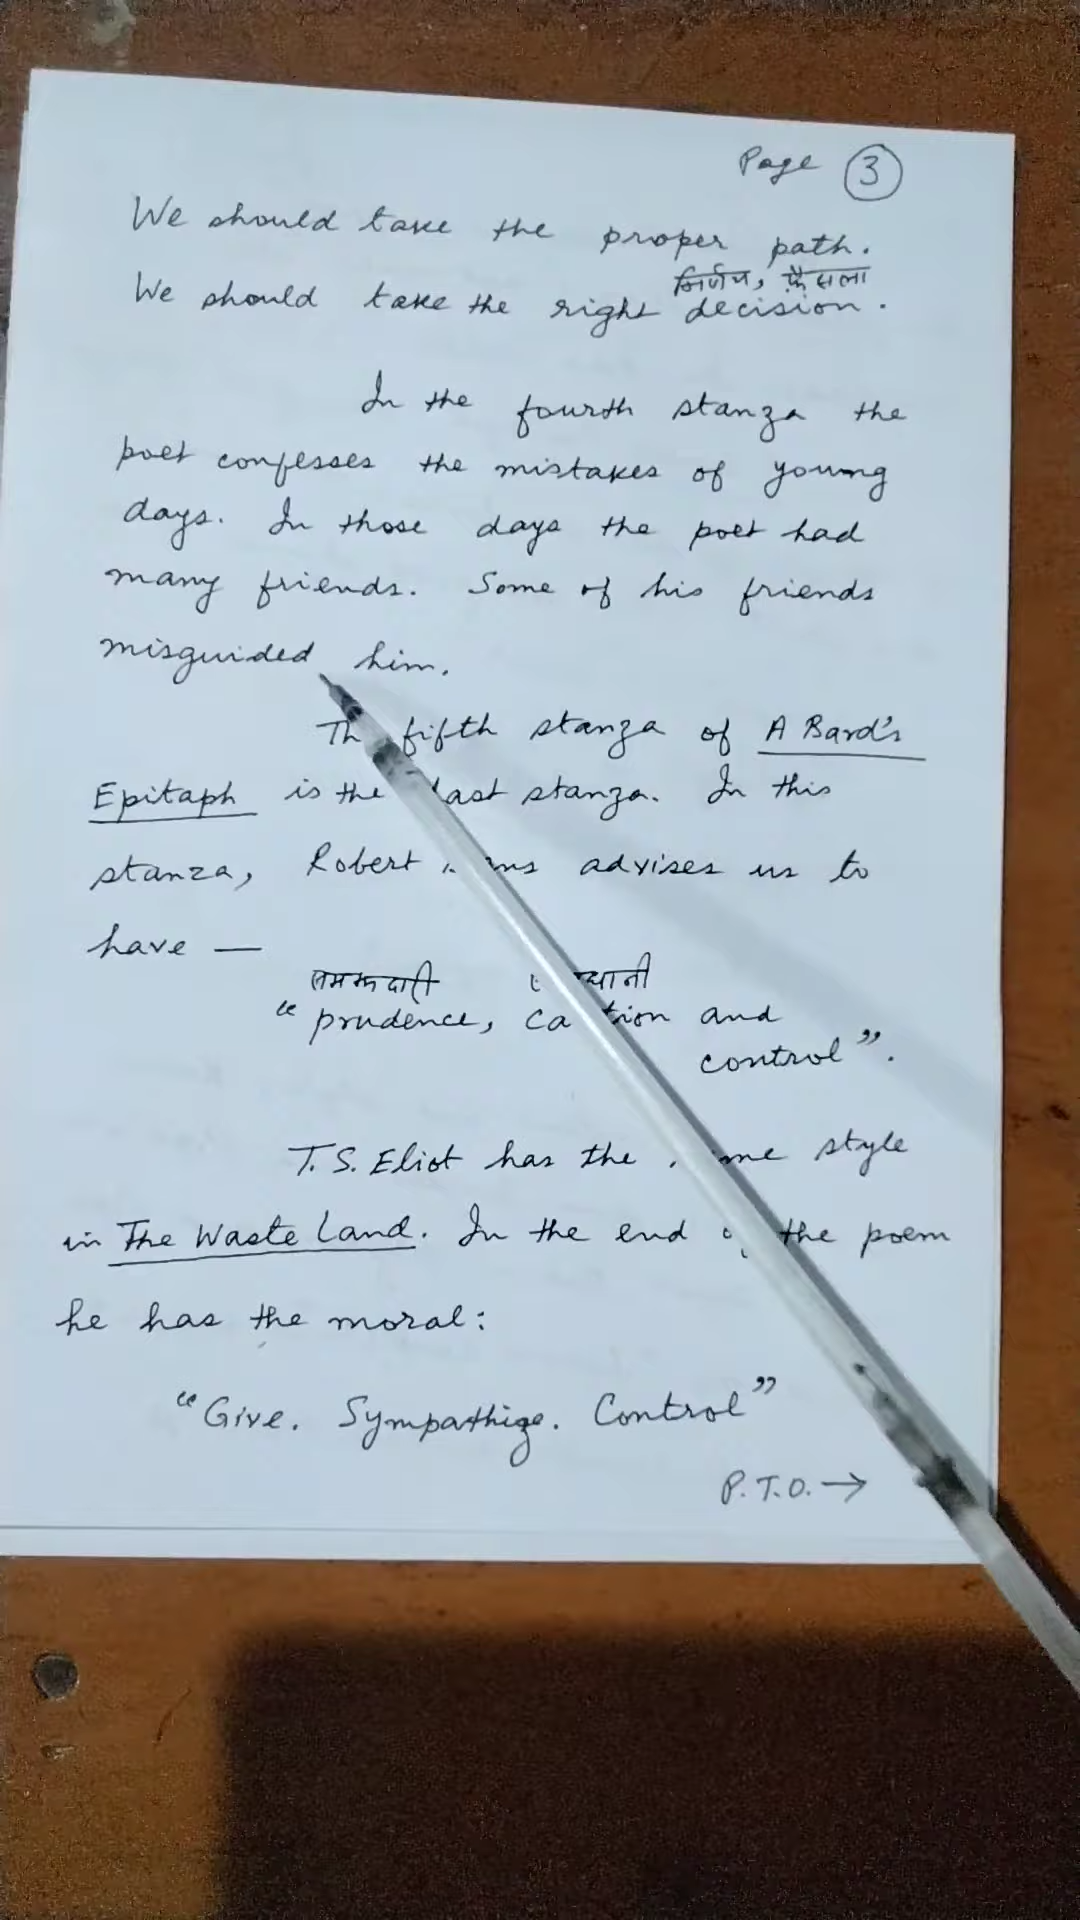 Page 3
We should take the proper path.
निर्णय, फ़ैसला
We should take the right decision.
In the fourth stanza the
poet confesses the mistakes of young
days. In those days the poet had
many friends. Some of his friends
misguided him.
fifth stanza of A Bard's
Epitaph is the last stanza. In this
stanza, Robert advises us to
have —
समझदारी
"prudence, and
control".
T. S. Eliot has the style
in The Waste Land. In the end the poem
he has the moral:
"Give. Sympathize. Control"
P.T.O. →